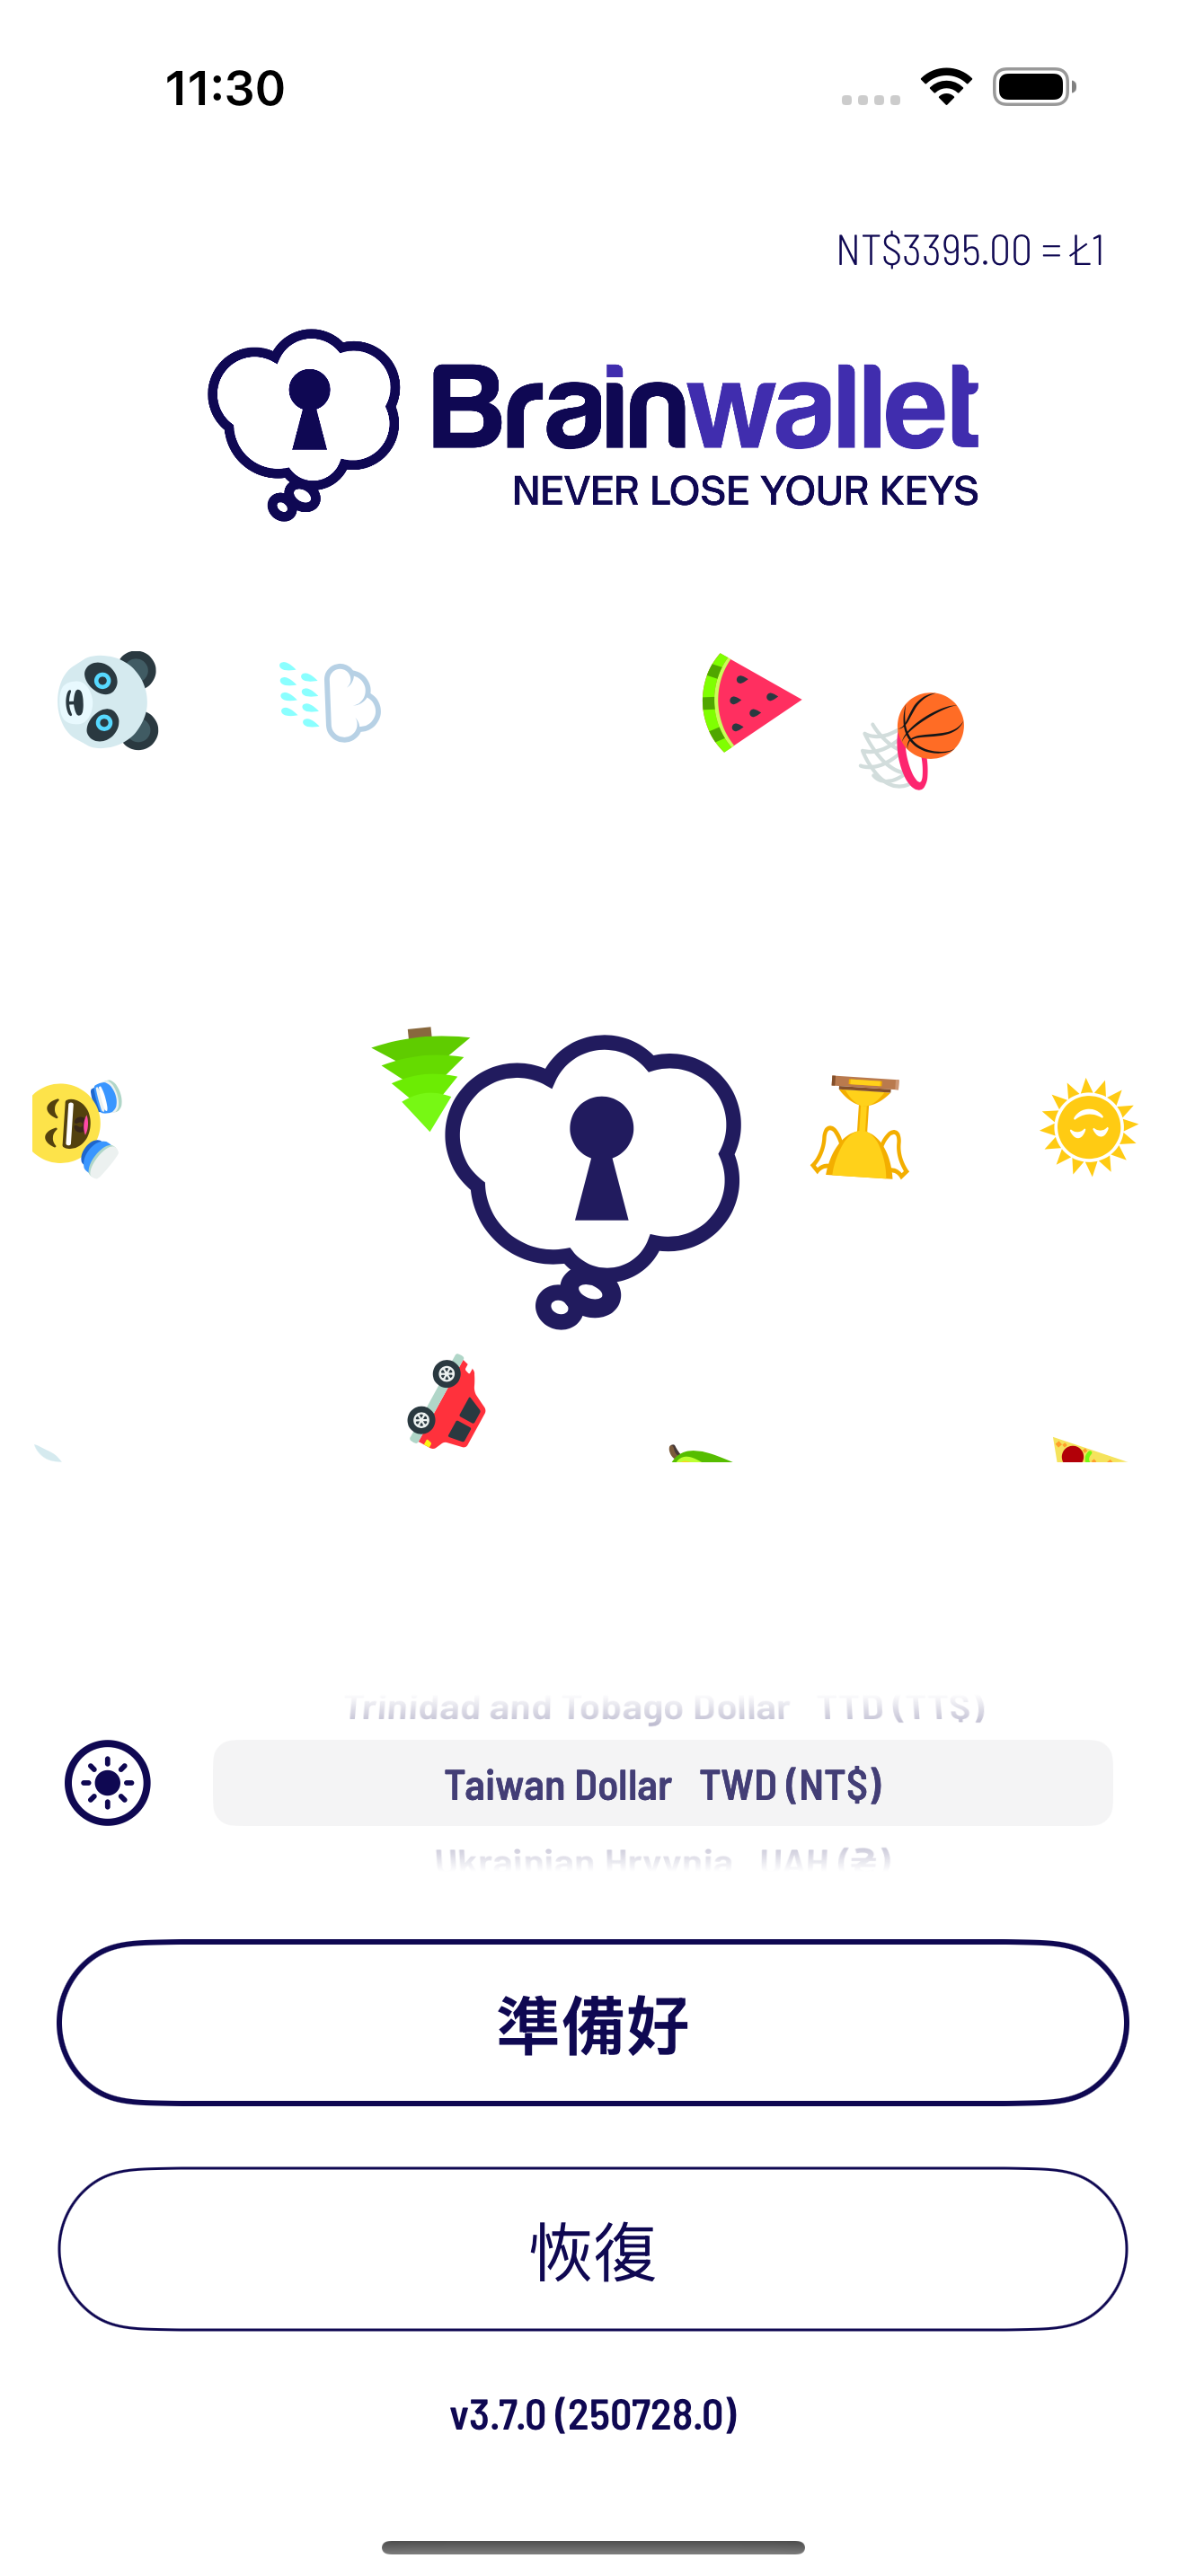 11:30
NT$3395.00 = Ł1
Brainwallet
NEVER LOSE YOUR KEYS
Trinidad and Tobago Dollar TTD (TT$)
Taiwan Dollar TWD (NT$)
Ukrainian Hryvnia UAH (₴)
準備好
恢復
v3.7.0 (250728.0)